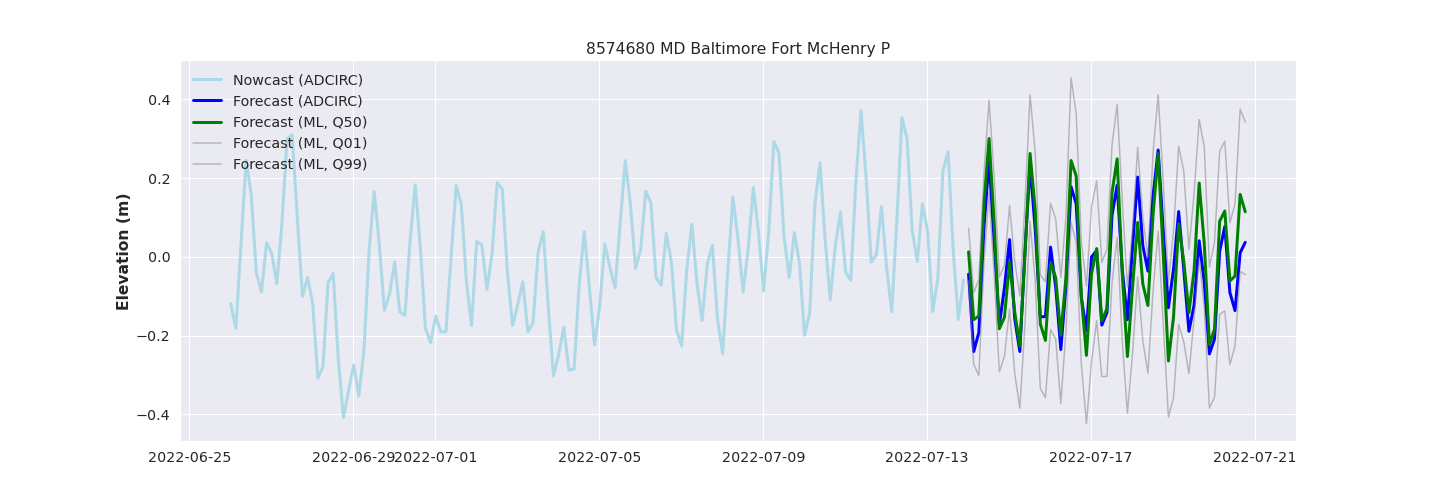 8574680 MD Baltimore Fort McHenry P
Nowcast (ADCIRC)
Forecast (ADCIRC)
Forecast (ML, Q50)
Forecast (ML, Q01)
Forecast (ML, Q99)
Elevation (m)
0.4
0.2
0.0
−0.2
−0.4
2022-06-25 2022-06-29 2022-07-01 2022-07-05 2022-07-09 2022-07-13 2022-07-17 2022-07-21